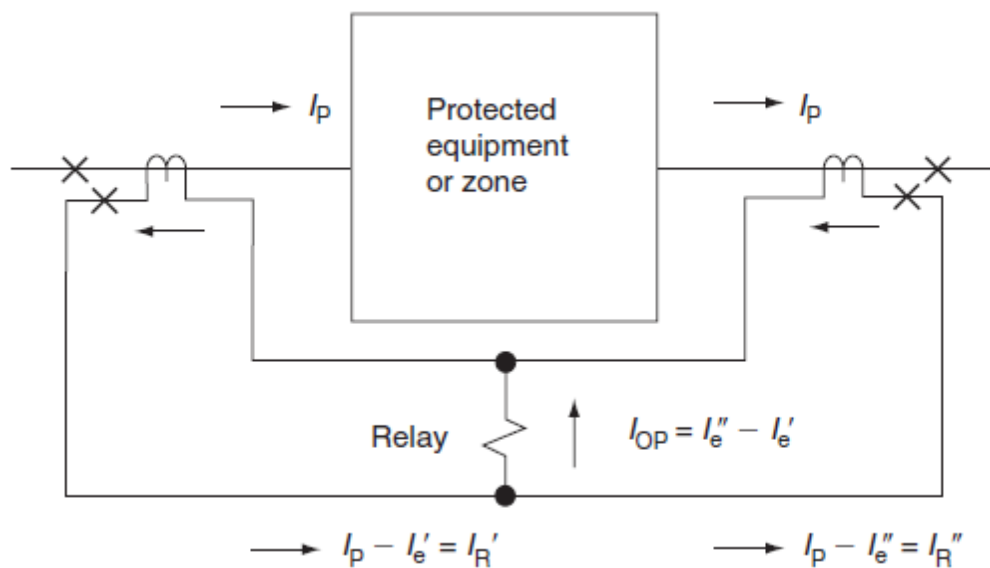 I_P
Protected
equipment
or zone
I_P
Relay
I_OP = I_e″ − I_e′
I_p − I_e′ = I_R′
I_p − I_e″ = I_R″